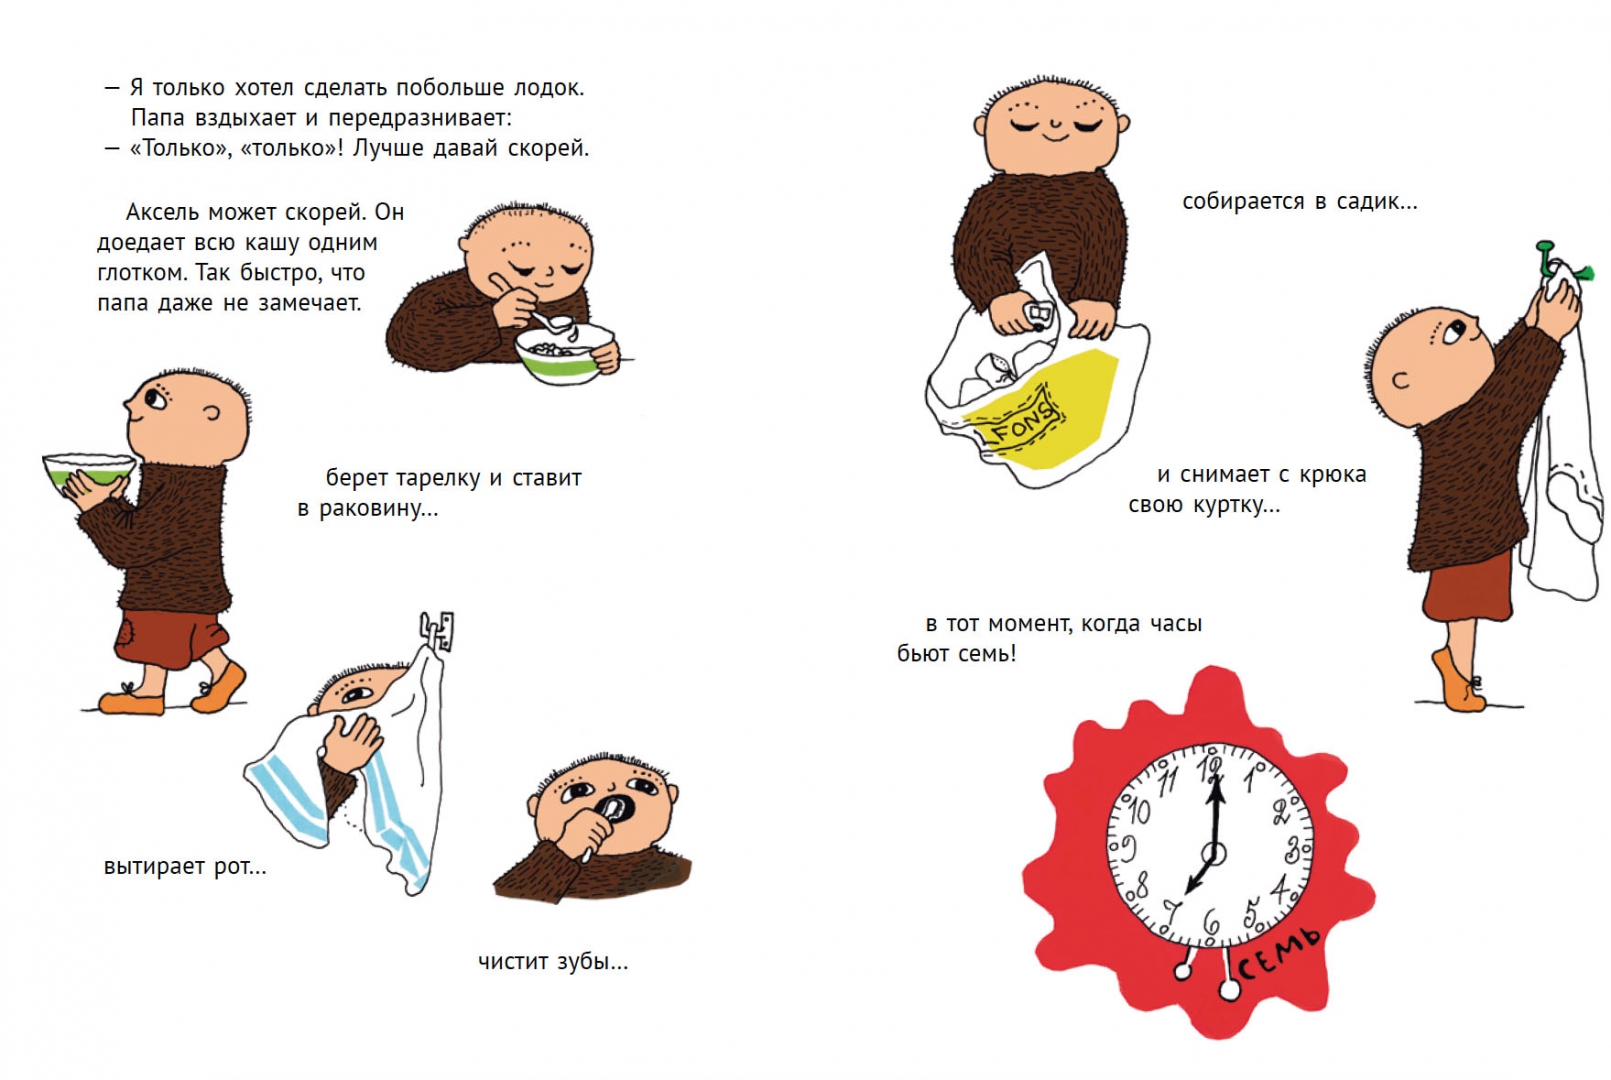 — Я только хотел сделать побольше лодок.
Папа вздыхает и передразнивает:
— «Только», «только»! Лучше давай скорей.
Аксель может скорей. Он
доедает всю кашу одним
глотком. Так быстро, что
папа даже не замечает.
берет тарелку и ставит
в раковину...
вытирает рот...
чистит зубы...
собирается в садик...
FONS
и снимает с крюка
свою куртку...
в тот момент, когда часы
бьют семь!
12
1
2
3
4
5
6
7
8
9
10
11
СЕМЬ